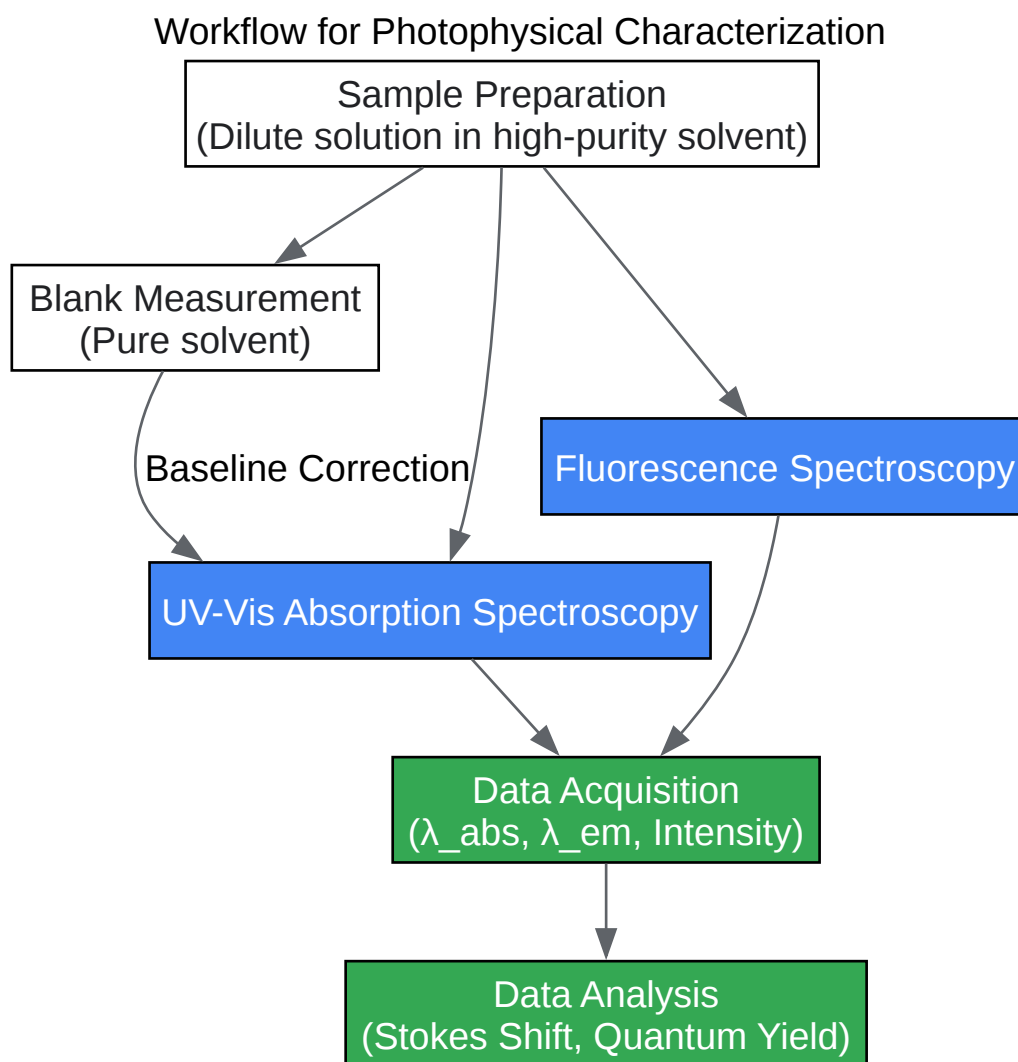 Workflow for Photophysical Characterization
Sample Preparation
(Dilute solution in high-purity solvent)
Blank Measurement
(Pure solvent)
Baseline Correction
Fluorescence Spectroscopy
UV-Vis Absorption Spectroscopy
Data Acquisition
(λ_abs, λ_em, Intensity)
Data Analysis
(Stokes Shift, Quantum Yield)